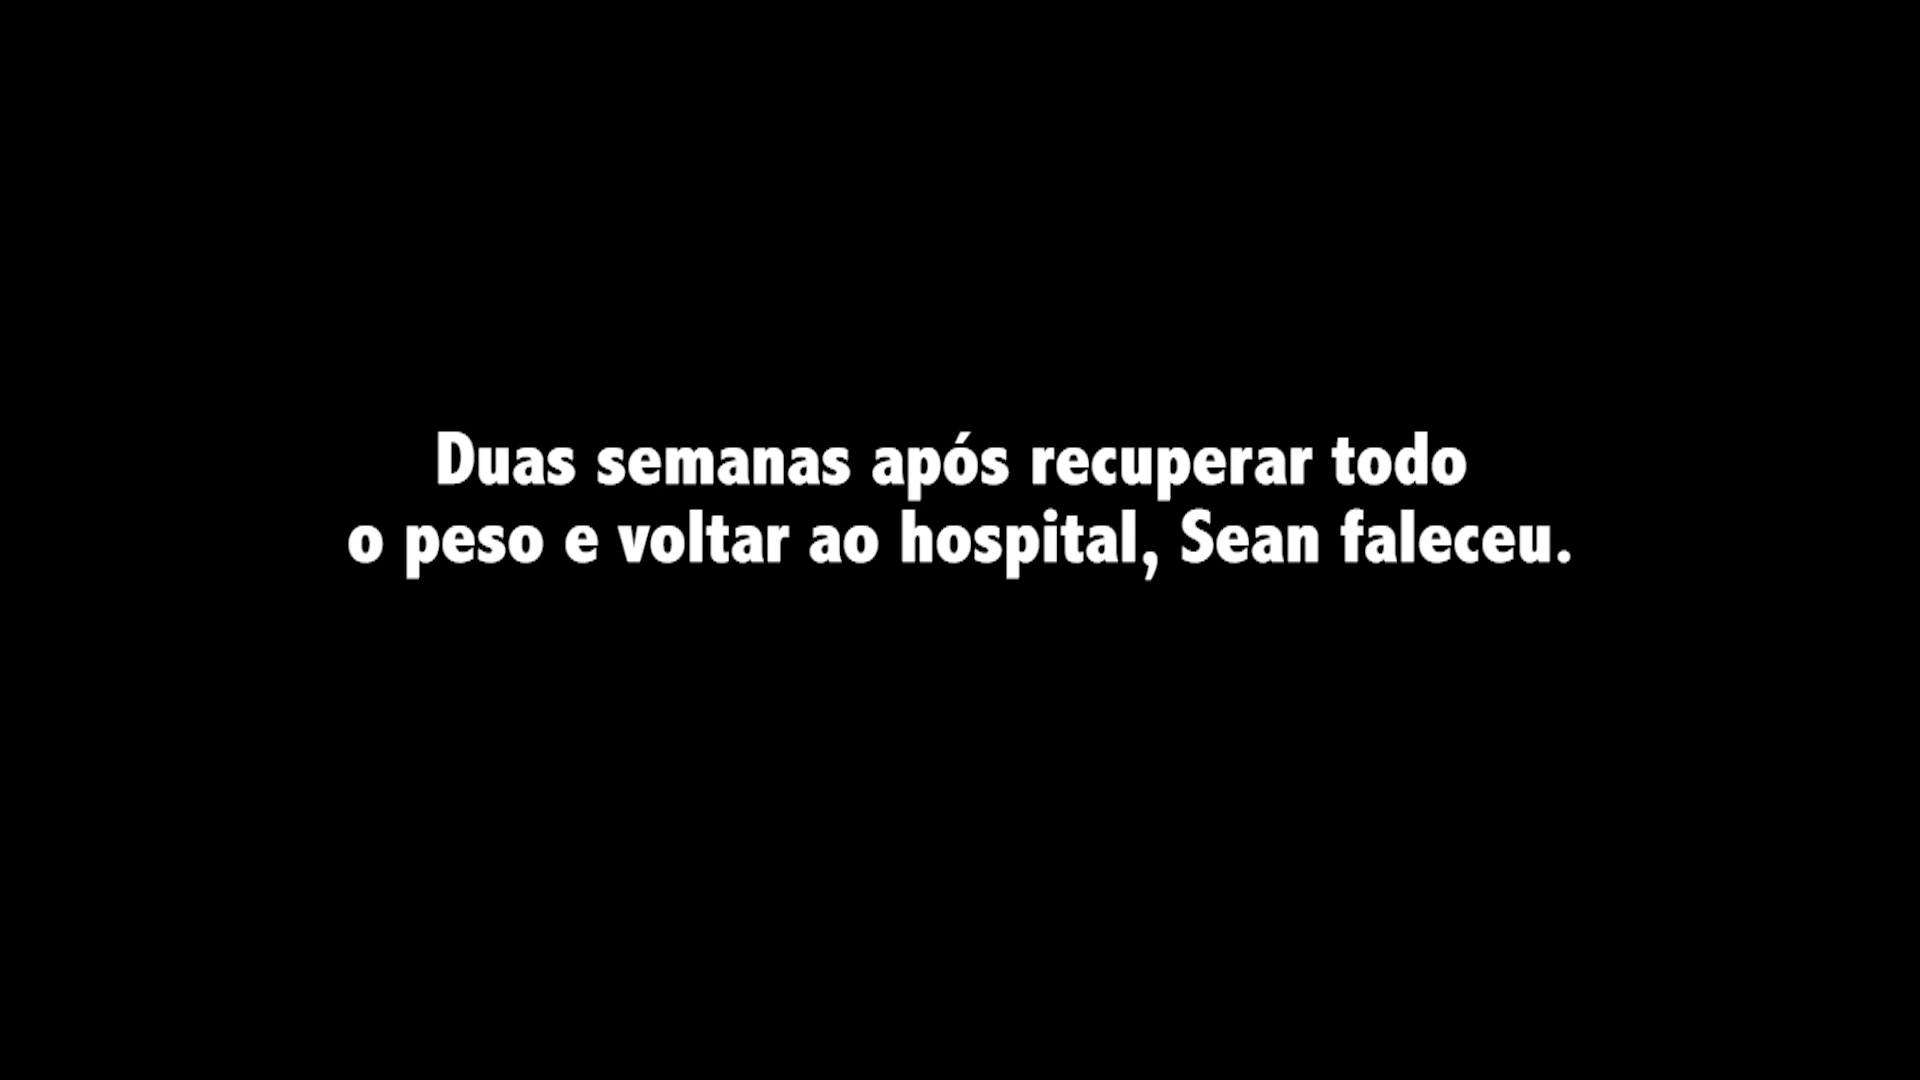 Duas semanas após recuperar todo
o peso e voltar ao hospital, Sean faleceu.